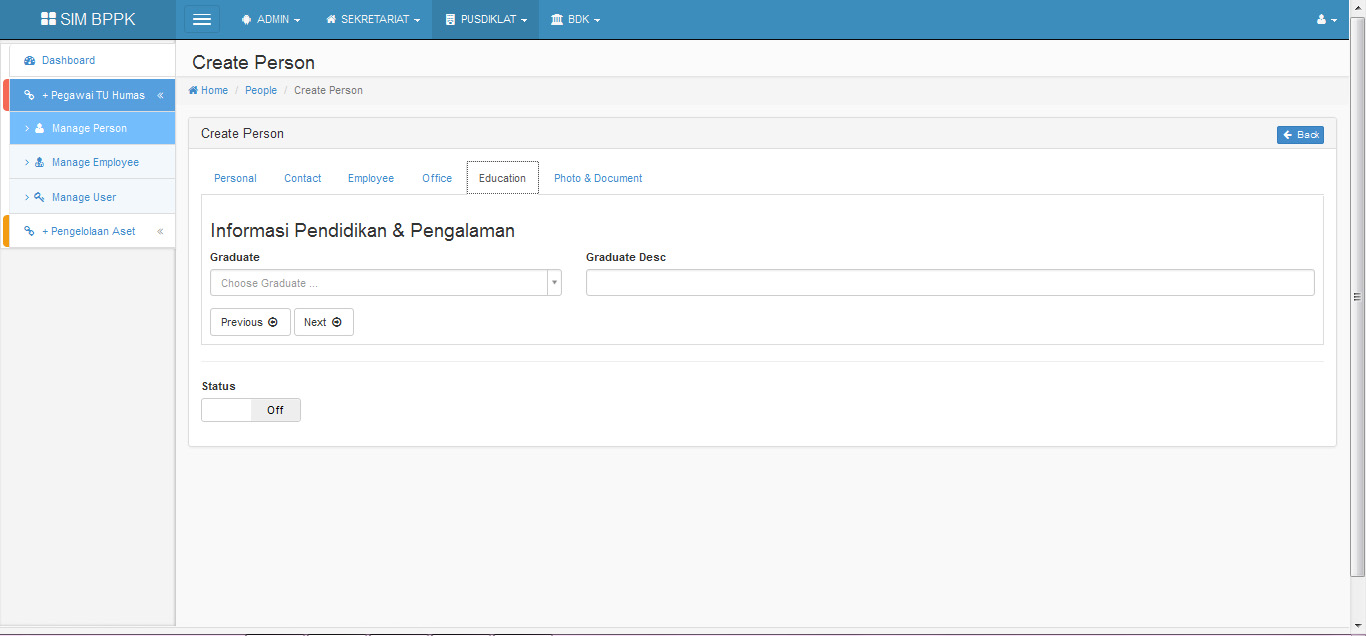 SIM BPPK
ADMIN
SEKRETARIAT
PUSDIKLAT
BDK
Dashboard
+ Pegawai TU Humas «
> Manage Person
> Manage Employee
> Manage User
+ Pengelolaan Aset «
Create Person
Home / People / Create Person
Create Person
Back
Personal Contact Employee Office Education Photo & Document
Informasi Pendidikan & Pengalaman
Graduate Graduate Desc
Choose Graduate ...
Previous Next
Status
Off